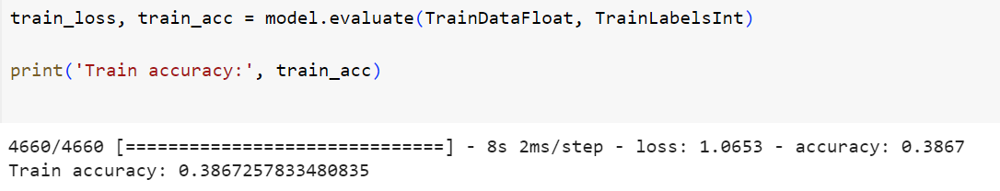 train_loss, train_acc = model.evaluate(TrainDataFloat, TrainLabelsInt)
print('Train accuracy:', train_acc)
4660/4660 [==============================] - 8s 2ms/step - loss: 1.0653 - accuracy: 0.3867
Train accuracy: 0.3867257833480835